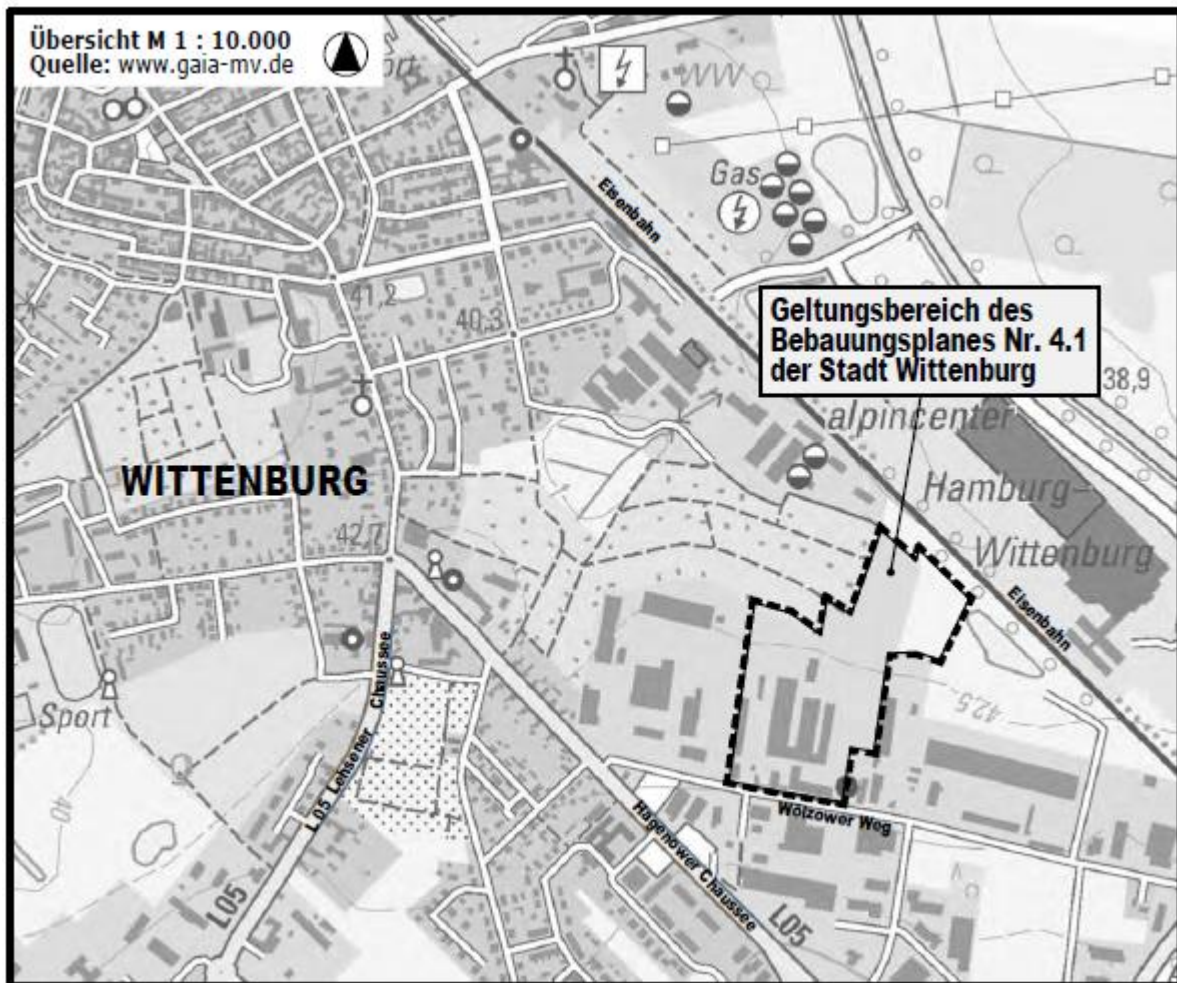 Übersicht M 1 : 10.000
Quelle: www.gaia-mv.de
WW
Gas
Eisenbahn
41,2
40,3
Geltungsbereich des
Bebauungsplanes Nr. 4.1
der Stadt Wittenburg
38,9
alpincenter
Hamburg-
Wittenburg
WITTENBURG
42,7
Eisenbahn
Sport
L05 Lehsener Chaussee
42,5
40
Wölzower Weg
Hagenower Chaussee
L05
L05